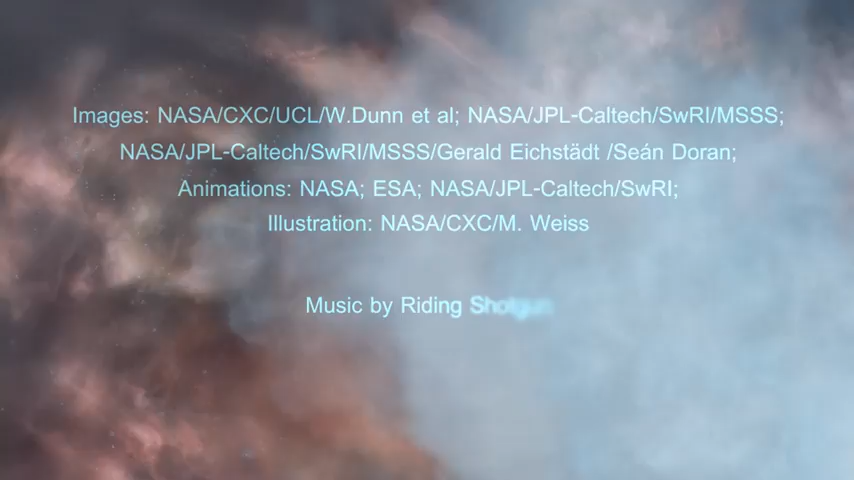 Images: NASA/CXC/UCL/W.Dunn et al; NASA/JPL-Caltech/SwRI/MSSS;
NASA/JPL-Caltech/SwRI/MSSS/Gerald Eichstädt /Seán Doran;
Animations: NASA; ESA; NASA/JPL-Caltech/SwRI;
Illustration: NASA/CXC/M. Weiss
Music by Riding Shotgun